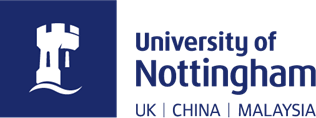 University of
Nottingham
UK | CHINA | MALAYSIA